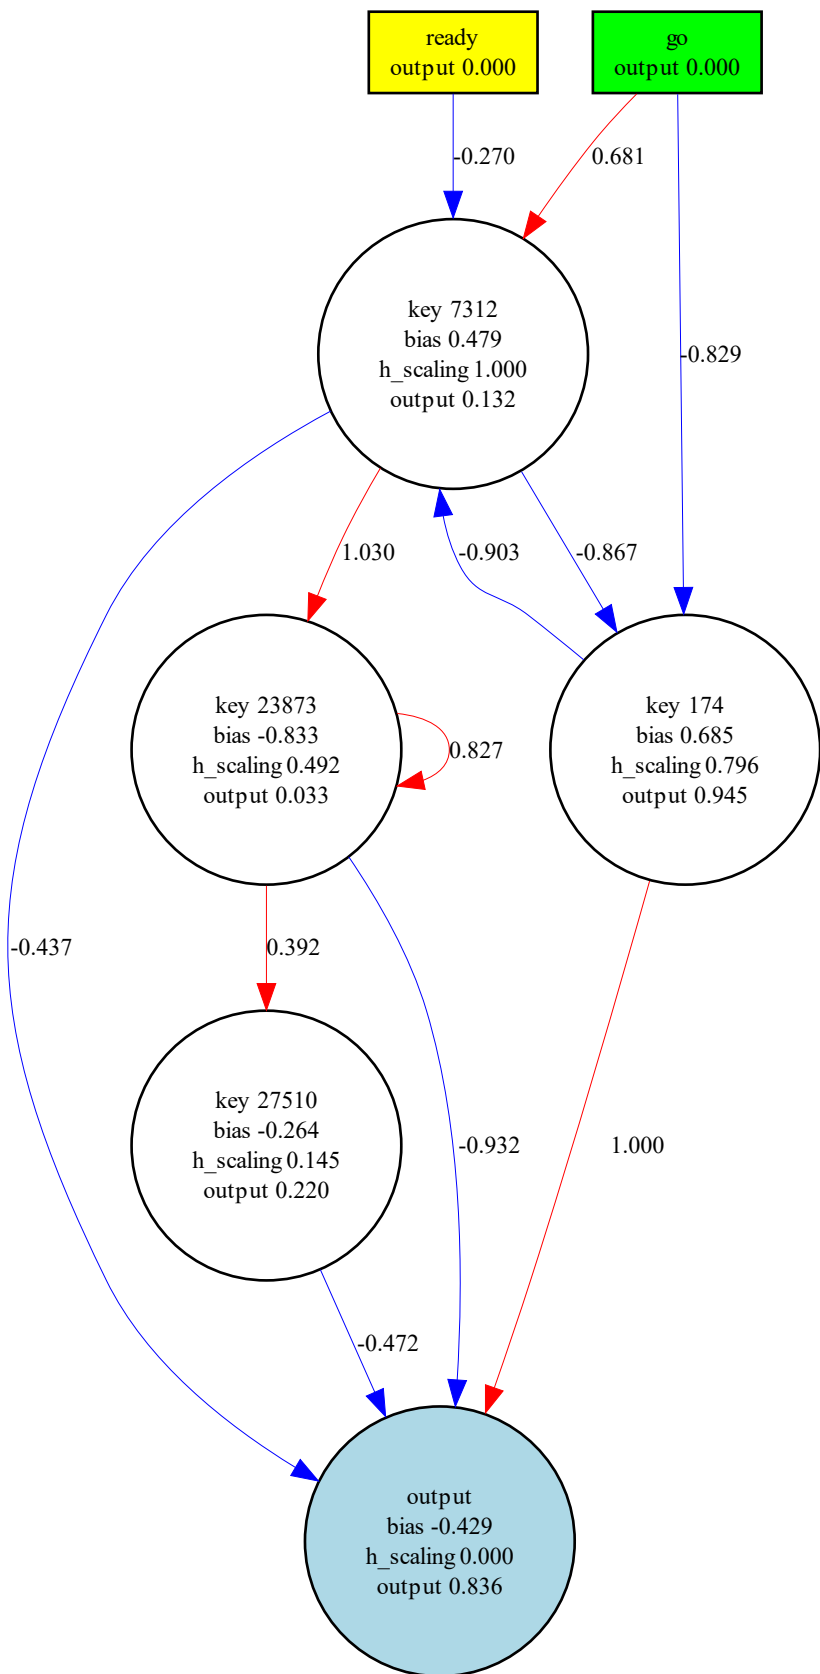 ready
output 0.000
go
output 0.000
-0.270
0.681
key 7312
bias 0.479
h_scaling 1.000
output 0.132
-0.829
1.030
-0.903
-0.867
key 23873
bias -0.833
h_scaling 0.492
output 0.033
0.827
key 174
bias 0.685
h_scaling 0.796
output 0.945
-0.437
0.392
key 27510
bias -0.264
h_scaling 0.145
output 0.220
-0.932
1.000
-0.472
output
bias -0.429
h_scaling 0.000
output 0.836